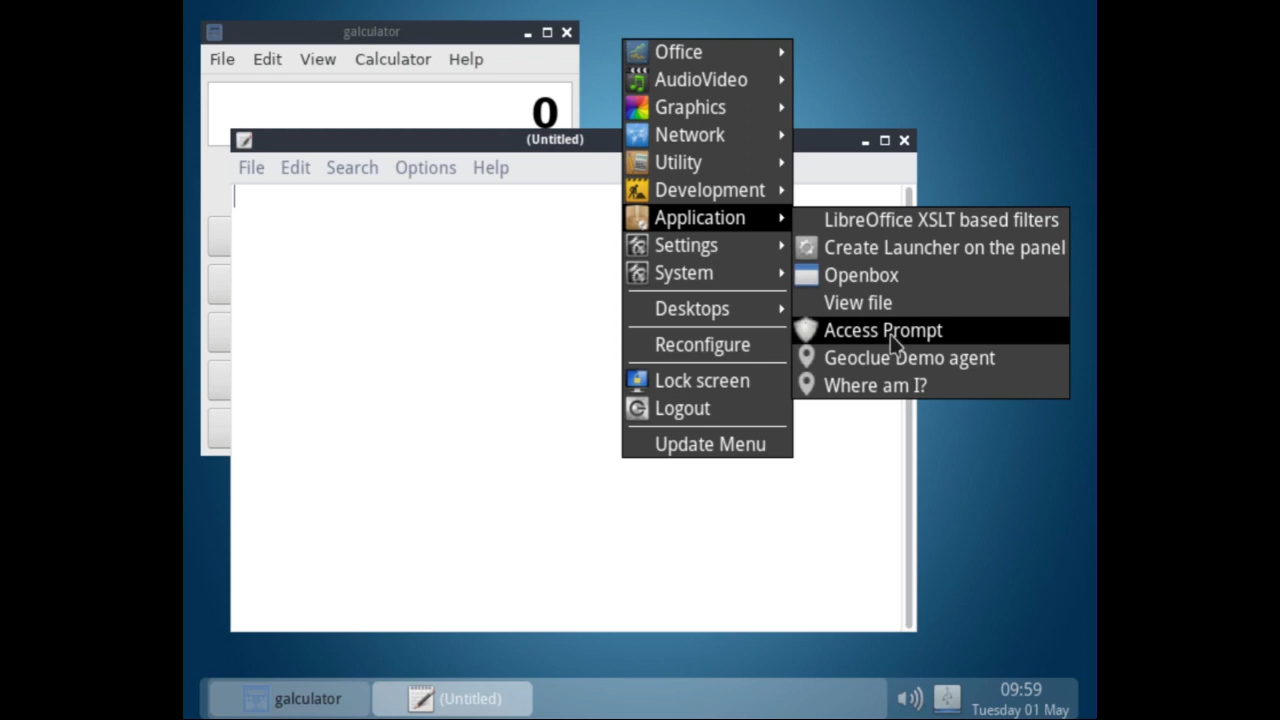 galculator
File Edit View Calculator Help
0
(Untitled)
File Edit Search Options Help
Office
AudioVideo
Graphics
Network
Utility
Development
Application
Settings
System
Desktops
Reconfigure
Lock screen
Logout
Update Menu
LibreOffice XSLT based filters
Create Launcher on the panel
Openbox
View file
Access Prompt
Geoclue Demo agent
Where am I?
galculator
(Untitled)
09:59
Tuesday 01 May